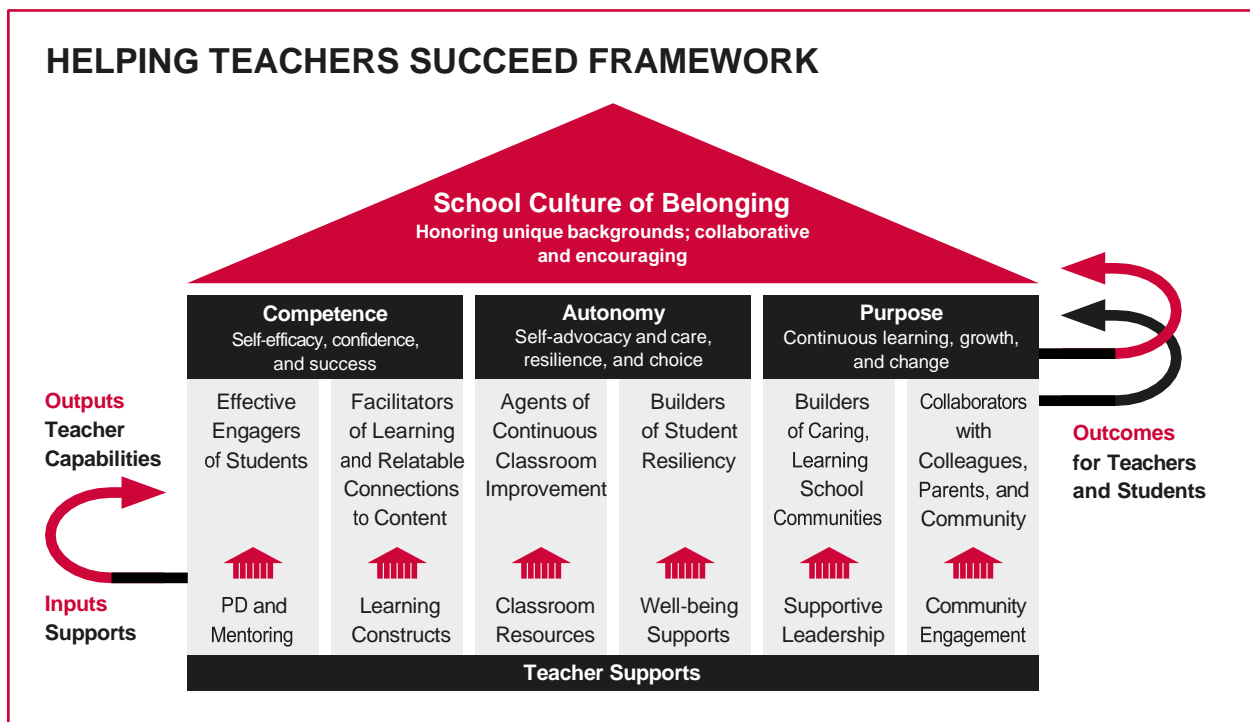 HELPING TEACHERS SUCCEED FRAMEWORK
School Culture of Belonging
Honoring unique backgrounds; collaborative
and encouraging
Competence
Self-efficacy, confidence,
and success
Autonomy
Self-advocacy and care,
resilience, and choice
Purpose
Continuous learning, growth,
and change
Outputs
Teacher
Capabilities
Effective
Engagers
of Students
Facilitators
of Learning
and Relatable
Connections
to Content
Agents of
Continuous
Classroom
Improvement
Builders
of Student
Resiliency
Builders
of Caring,
Learning
School
Communities
Collaborators
with
Colleagues,
Parents, and
Community
Outcomes
for Teachers
and Students
Inputs
Supports
PD and
Mentoring
Learning
Constructs
Classroom
Resources
Well-being
Supports
Supportive
Leadership
Community
Engagement
Teacher Supports